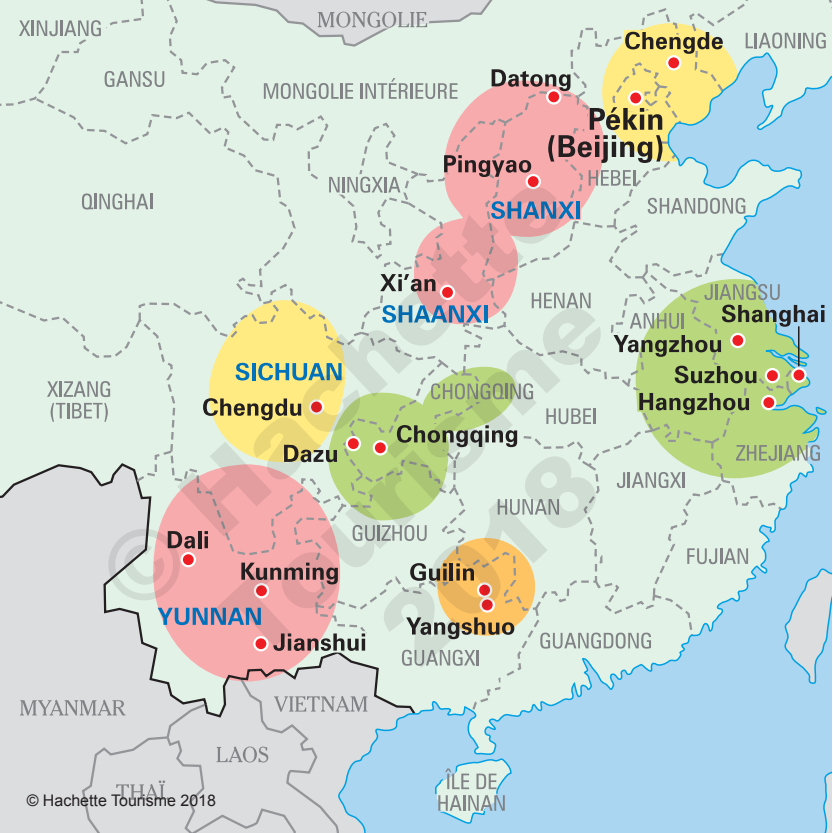 MONGOLIE
XINJIANG
Chengde
LIAONING
GANSU
Datong
MONGOLIE INTÉRIEURE
Pékin
(Beijing)
Pingyao
NINGXIA
HEBEI
QINGHAI
SHANXI
SHANDONG
Xi'an
SHAANXI
HENAN
JIANGSU
ANHUI
Shanghai
Yangzhou
SICHUAN
Suzhou
XIZANG
(TIBET)
Chengdu
CHONGQING
Hangzhou
HUBEI
Chongqing
Dazu
ZHEJIANG
JIANGXI
HUNAN
GUIZHOU
Dali
FUJIAN
Kunming
Guilin
YUNNAN
Yangshuo
Jianshui
GUANGDONG
GUANGXI
MYANMAR
VIETNAM
LAOS
THAÏ
ÎLE DE
HAINAN
© Hachette Tourisme 2018
© Hachette
Tourisme
2018